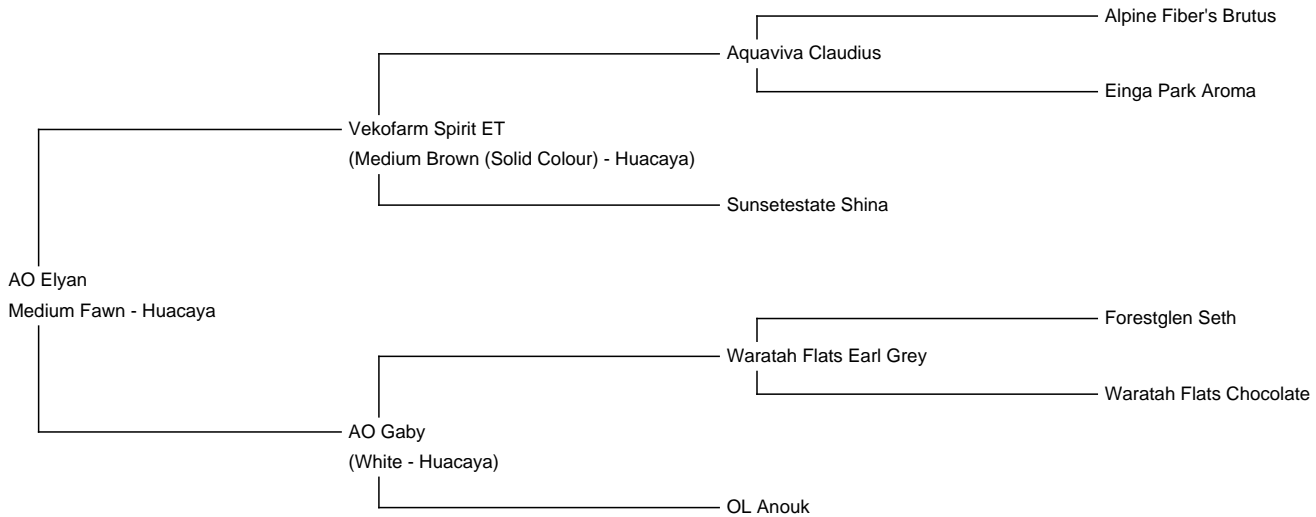 Alpine Fiber's Brutus
Aquaviva Claudius
Einga Park Aroma
Vekofarm Spirit ET
(Medium Brown (Solid Colour) - Huacaya)
Sunsetestate Shina
AO Elyan
Medium Fawn - Huacaya
Forestglen Seth
Waratah Flats Earl Grey
Waratah Flats Chocolate
AO Gaby
(White - Huacaya)
OL Anouk